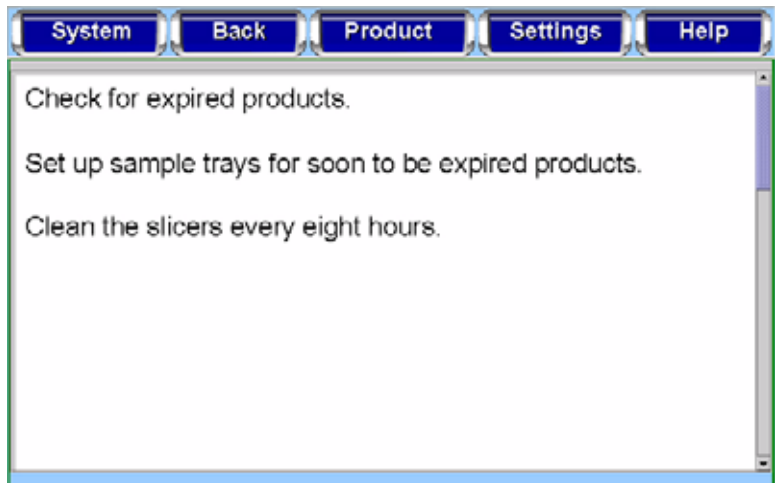 System Back Product Settings Help
Check for expired products.
Set up sample trays for soon to be expired products.
Clean the slicers every eight hours.